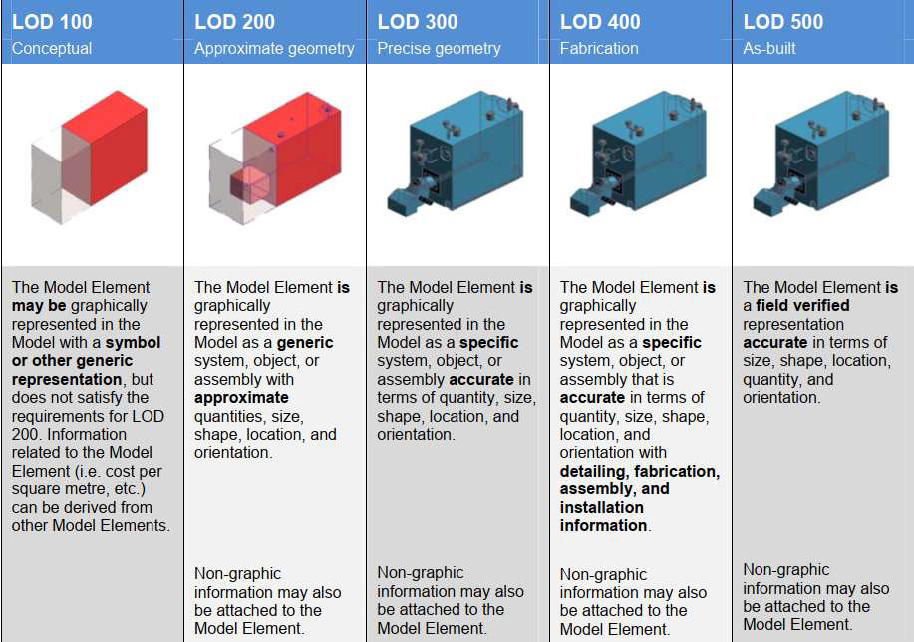 LOD 100
Conceptual
LOD 200
Approximate geometry
LOD 300
Precise geometry
LOD 400
Fabrication
LOD 500
As-built
The Model Element
may be graphically
represented in the
Model with a symbol
or other generic
representation, but
does not satisfy the
requirements for LOD
200. Information
related to the Model
Element (i.e. cost per
square metre, etc.)
can be derived from
other Model Elements.
The Model Element is
graphically
represented in the
Model as a generic
system, object, or
assembly with
approximate
quantities, size,
shape, location, and
orientation.
Non-graphic
information may also
be attached to the
Model Element.
The Model Element is
graphically
represented in the
Model as a specific
system, object, or
assembly accurate in
terms of quantity, size,
shape, location, and
orientation.
Non-graphic
information may also
be attached to the
Model Element.
The Model Element is
graphically
represented in the
Model as a specific
system, object, or
assembly that is
accurate in terms of
quantity, size, shape,
location, and
orientation with
detailing, fabrication,
assembly, and
installation
information.
Non-graphic
information may also
be attached to the
Model Element.
The Model Element is
a field verified
representation
accurate in terms of
size, shape, location,
quantity, and
orientation.
Non-graphic
information may also
be attached to the
Model Element.